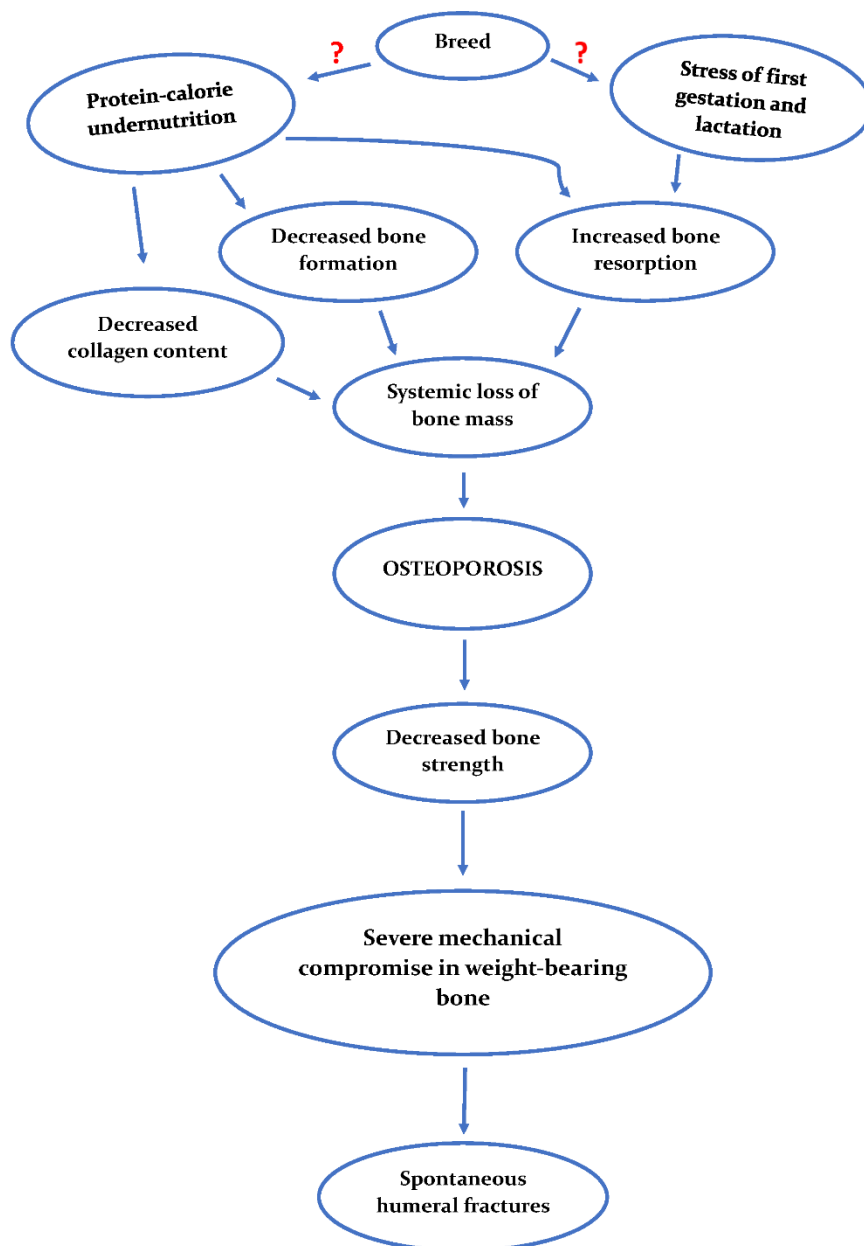 Breed
?
?
Protein-calorie
undernutrition
Stress of first
gestation and
lactation
Decreased bone
formation
Increased bone
resorption
Decreased
collagen content
Systemic loss of
bone mass
OSTEOPOROSIS
Decreased bone
strength
Severe mechanical
compromise in weight-bearing
bone
Spontaneous
humeral fractures